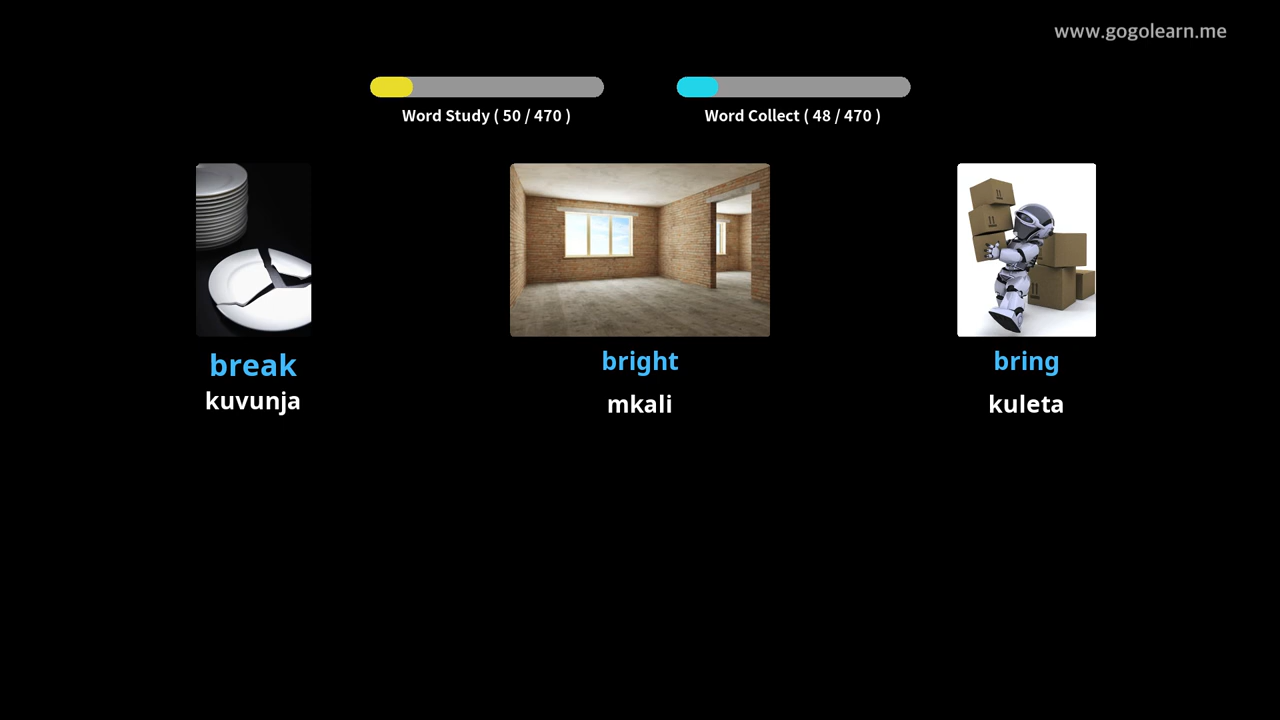 www.gogolearn.me
Word Study ( 50 / 470 )
Word Collect ( 48 / 470 )
break
kuvunja
bright
mkali
bring
kuleta